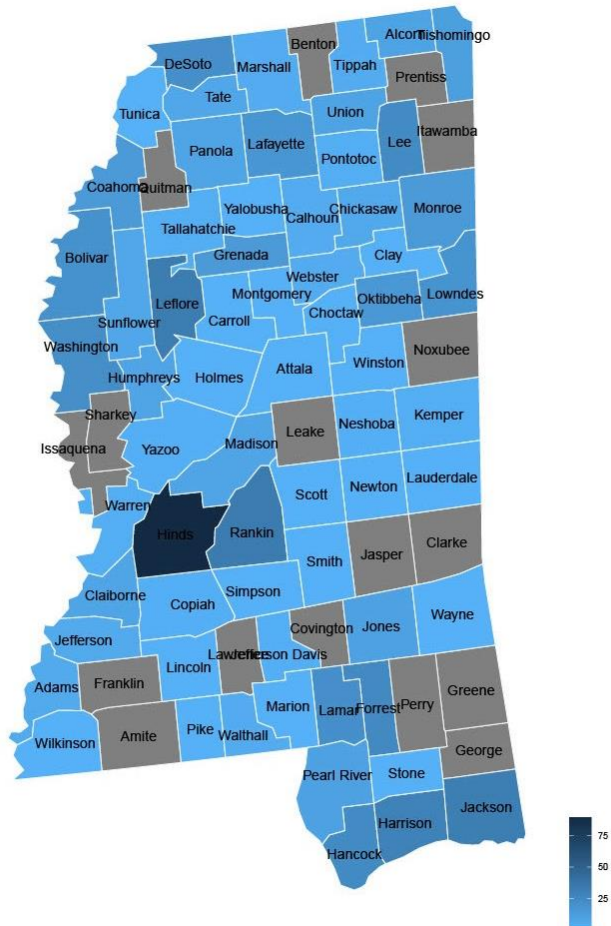 Benton
Alcorn
Tishomingo
DeSoto
Marshall
Tippah
Prentiss
Tate
Tunica
Union
Itawamba
Lee
Panola
Lafayette
Pontotoc
Coahoma
Quitman
Yalobusha
Calhoun
Chickasaw
Monroe
Tallahatchie
Bolivar
Grenada
Clay
Webster
Leflore
Montgomery
Oktibbeha
Lowndes
Sunflower
Carroll
Choctaw
Washington
Noxubee
Humphreys
Holmes
Attala
Winston
Sharkey
Kemper
Neshoba
Issaquena
Yazoo
Madison
Leake
Lauderdale
Scott
Newton
Warren
Hinds
Rankin
Jasper
Clarke
Smith
Claiborne
Copiah
Simpson
Wayne
Covington
Jones
Jefferson
Lawrence
Jefferson Davis
Lincoln
Adams
Franklin
Greene
Marion
Lamar
Forrest
Perry
Wilkinson
Amite
Pike
Walthall
George
Pearl River
Stone
Jackson
Harrison
Hancock
75
50
25